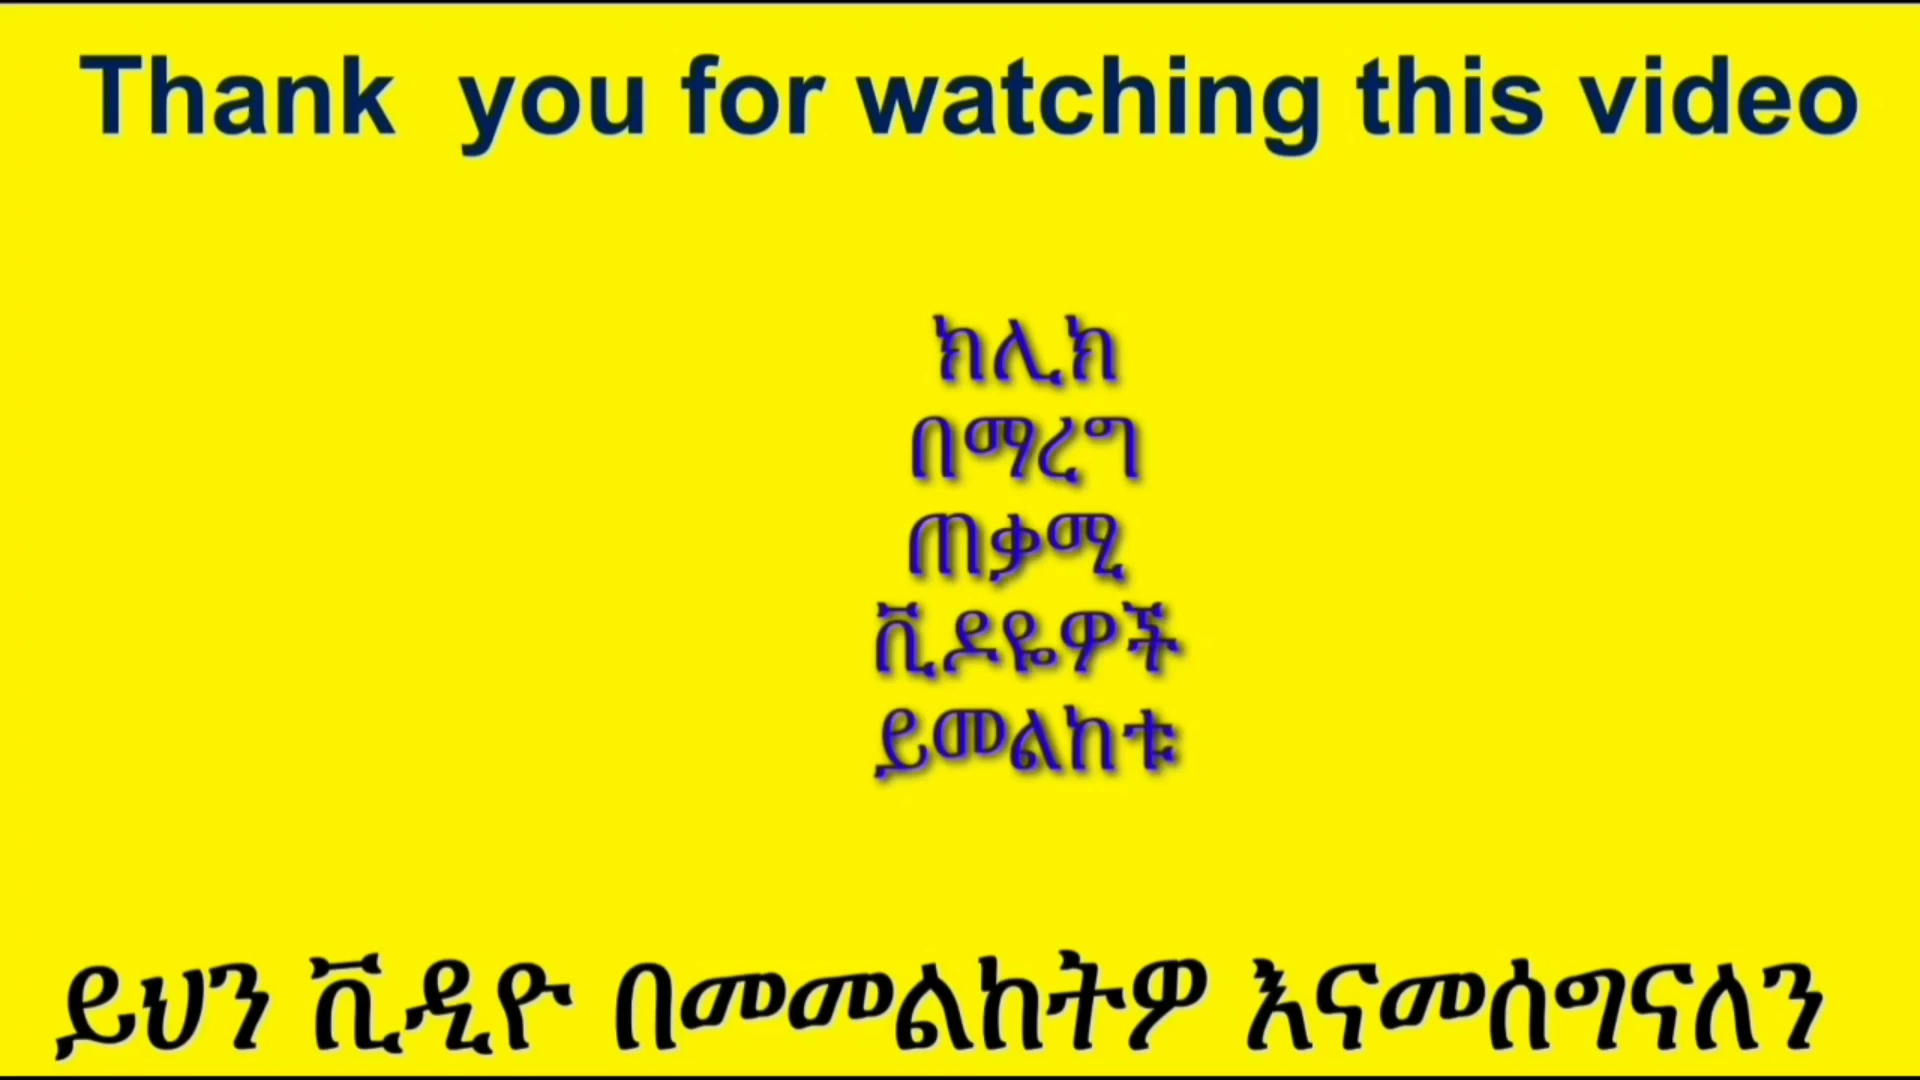 Thank you for watching this video
ክሊክ
በማረግ
ጠቃሚ
ቪዶዬዎች
ይመልከቱ
ይህን ቪዲዮ በመመልከትዎ እናመሰግናለን